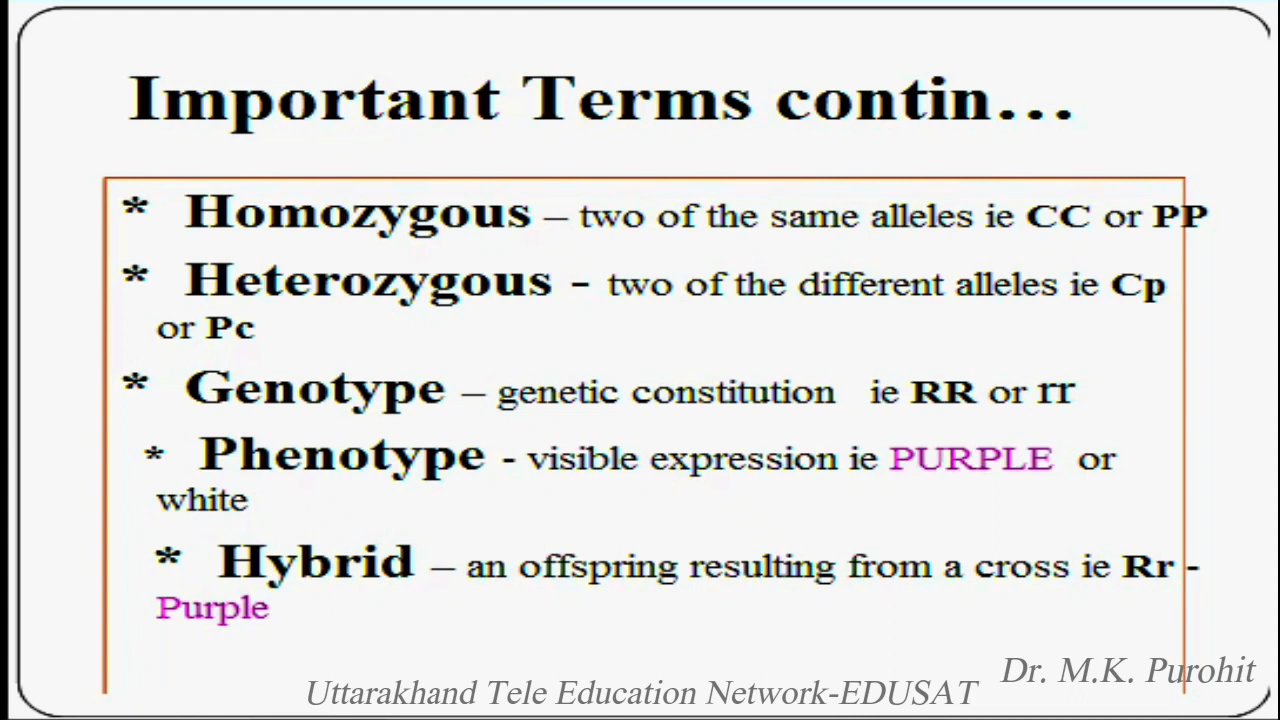 Important Terms contin...
* Homozygous – two of the same alleles ie CC or PP
* Heterozygous - two of the different alleles ie Cp
or Pc
* Genotype – genetic constitution ie RR or rr
* Phenotype - visible expression ie PURPLE or
white
* Hybrid – an offspring resulting from a cross ie Rr -
Purple
Dr. M.K. Purohit
Uttarakhand Tele Education Network-EDUSAT